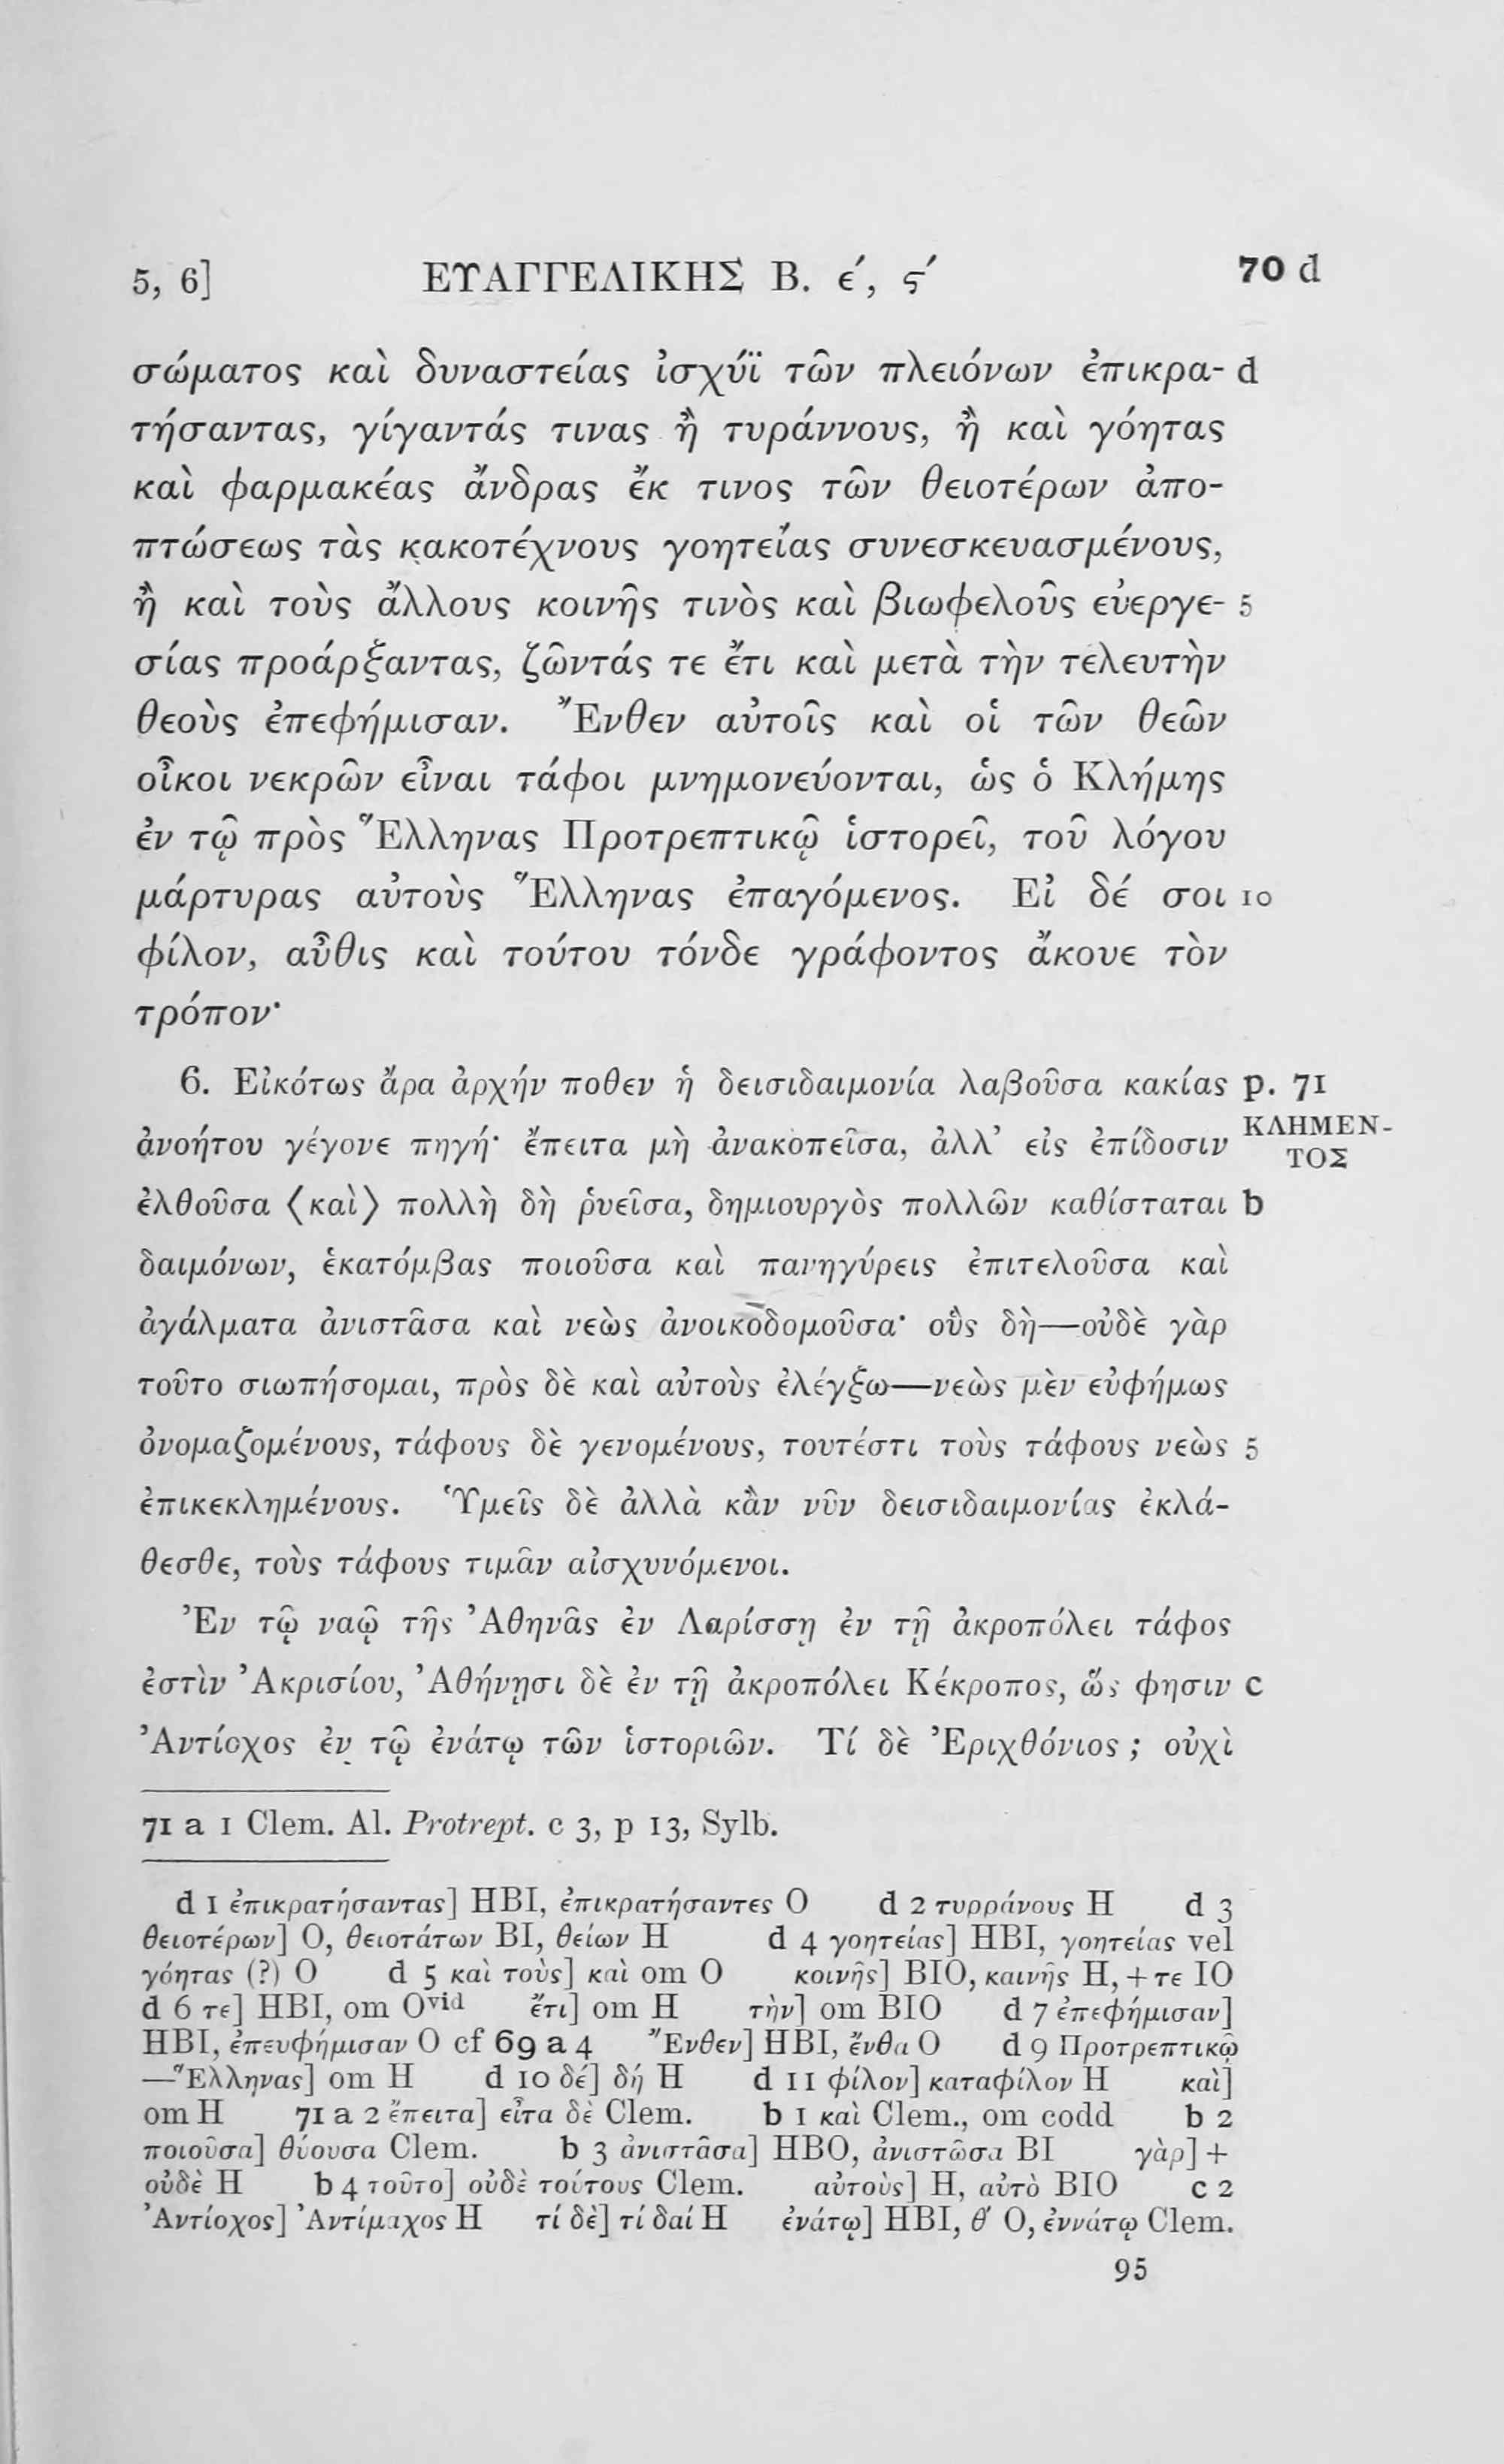 5, 6] ΕΥΑΓΓΕΛΙΚΗΣ Β. ε′, ϛ′ 70 d
σώματος καὶ δυναστείας ἰσχύϊ τῶν πλειόνων ἐπικρα- d
τήσαντας, γίγαντάς τινας ἢ τυράννους, ἢ καὶ γόητας
καὶ φαρμακέας ἄνδρας ἔκ τινος τῶν θειοτέρων ἀπο-
πτώσεως τὰς κακοτέχνους γοητείας συνεσκευασμένους,
ἢ καὶ τοὺς ἄλλους κοινῆς τινὸς καὶ βιωφελοῦς εὐεργε- 5
σίας προάρξαντας, ζῶντάς τε ἔτι καὶ μετὰ τὴν τελευτὴν
θεοὺς ἐπεφήμισαν. Ἔνθεν αὐτοῖς καὶ οἱ τῶν θεῶν
οἶκοι νεκρῶν εἶναι τάφοι μνημονεύονται, ὡς ὁ Κλήμης
ἐν τῷ πρὸς Ἕλληνας Προτρεπτικῷ ἱστορεῖ, τοῦ λόγου
μάρτυρας αὐτοὺς Ἕλληνας ἐπαγόμενος. Εἰ δέ σοι 10
φίλον, αὖθις καὶ τούτου τόνδε γράφοντος ἄκουε τὸν
τρόπον·
6. Εἰκότως ἄρα ἀρχήν ποθεν ἡ δεισιδαιμονία λαβοῦσα κακίας p. 71
ἀνοήτου γέγονε πηγή· ἔπειτα μὴ ἀνακοπεῖσα, ἀλλ’ εἰς ἐπίδοσιν ΚΛΗΜΕΝ-
ΤΟΣ
ἐλθοῦσα ⟨καὶ⟩ πολλὴ δὴ ῥυεῖσα, δημιουργὸς πολλῶν καθίσταται b
δαιμόνων, ἑκατόμβας ποιοῦσα καὶ πανηγύρεις ἐπιτελοῦσα καὶ
ἀγάλματα ἀνιστᾶσα καὶ νεὼς ἀνοικοδομοῦσα· οὓς δὴ—οὐδὲ γὰρ
τοῦτο σιωπήσομαι, πρὸς δὲ καὶ αὐτοὺς ἐλέγξω—νεὼς μὲν εὐφήμως
ὀνομαζομένους, τάφους δὲ γενομένους, τουτέστι τοὺς τάφους νεὼς 5
ἐπικεκλημένους. Ὑμεῖς δὲ ἀλλὰ κἂν νῦν δεισιδαιμονίας ἐκλά-
θεσθε, τοὺς τάφους τιμᾶν αἰσχυνόμενοι.
Ἐν τῷ ναῷ τῆς Ἀθηνᾶς ἐν Λαρίσσῃ ἐν τῇ ἀκροπόλει τάφος
ἐστὶν Ἀκρισίου, Ἀθήνῃσι δὲ ἐν τῇ ἀκροπόλει Κέκροπος, ὥς φησιν c
Ἀντίοχος ἐν τῷ ἐνάτῳ τῶν ἱστοριῶν. Τί δὲ Ἐριχθόνιος; οὐχὶ
71 a 1 Clem. Al. Protrept. c 3, p 13, Sylb.
d 1 ἐπικρατήσαντας] HBI, ἐπικρατήσαντες O d 2 τυρράνους H d 3
θειοτέρων] O, θειοτάτων BI, θείων H d 4 γοητείας] HBI, γοητείας vel
γόητας (?) O d 5 καὶ τοὺς] καὶ om O κοινῆς] BIO, καινῆς H, + τε IO
d 6 τε] HBI, om Ovid ἔτι] om H τὴν] om BIO d 7 ἐπεφήμισαν]
HBI, ἐπευφήμισαν O cf 69 a 4 Ἔνθεν] HBI, ἔνθα O d 9 Προτρεπτικῷ
—Ἕλληνας] om H d 10 δέ] δή H d 11 φίλον] καταφίλον H καὶ]
om H 71 a 2 ἔπειτα] εἶτα δὲ Clem. b 1 καὶ Clem., om codd b 2
ποιοῦσα] θύουσα Clem. b 3 ἀνιστᾶσα] HBO, ἀνιστῶσα BI γὰρ] +
οὐδὲ H b 4 τοῦτο] οὐδὲ τούτους Clem. αὐτοὺς] H, αὐτὸ BIO c 2
Ἀντίοχος] Ἀντίμαχος H τί δὲ] τί δαί H ἐνάτῳ] HBI, θ′ O, ἐννάτῳ Clem.
95